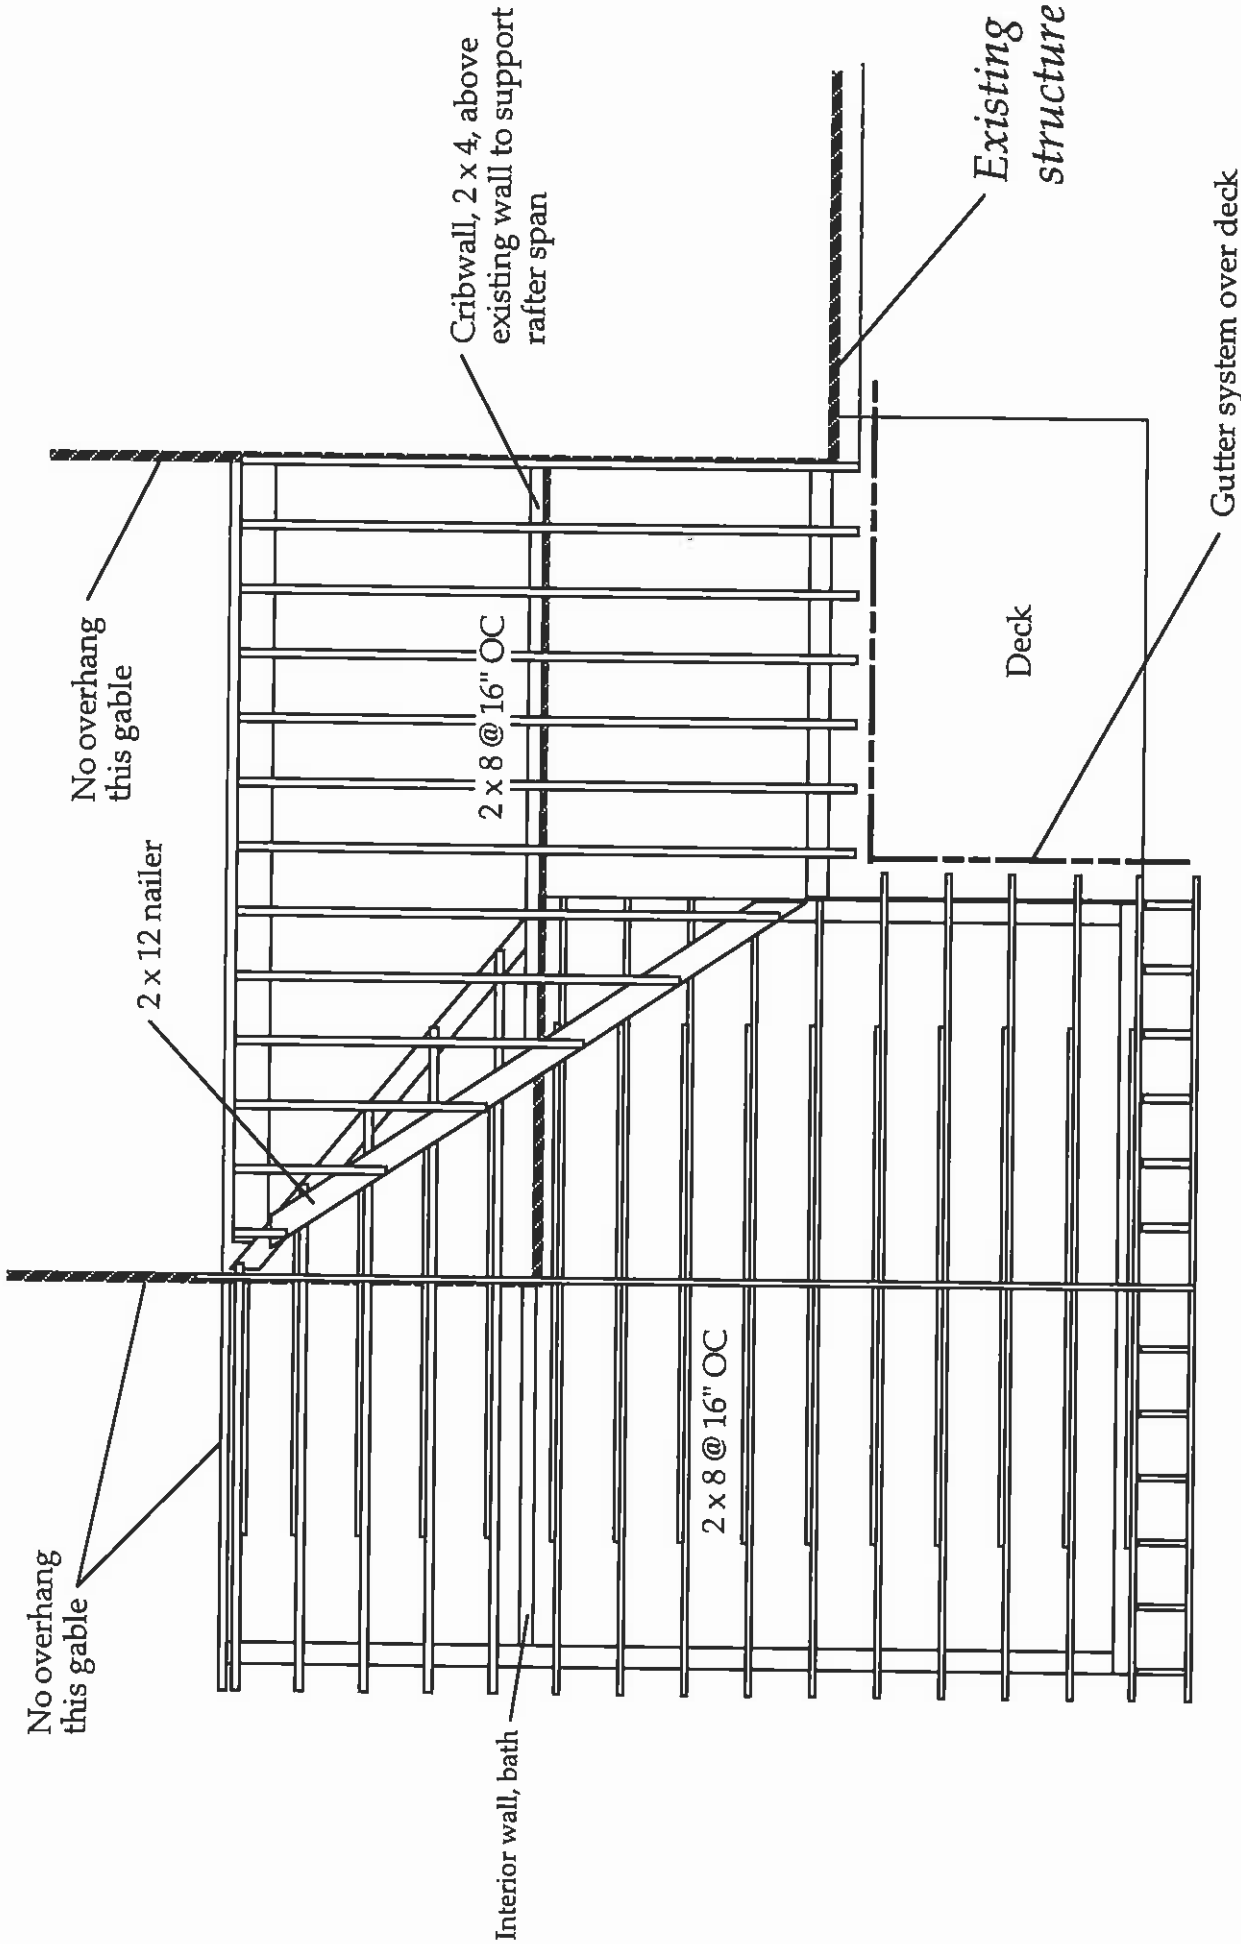 No overhang
this gable
Interior wall, bath
2 x 12 nailer
No overhang
this gable
2 x 8 @ 16" OC
2 x 8 @ 16" OC
Cribwall, 2 x 4, above
existing wall to support
rafter span
Deck
Existing
structure
Gutter system over deck